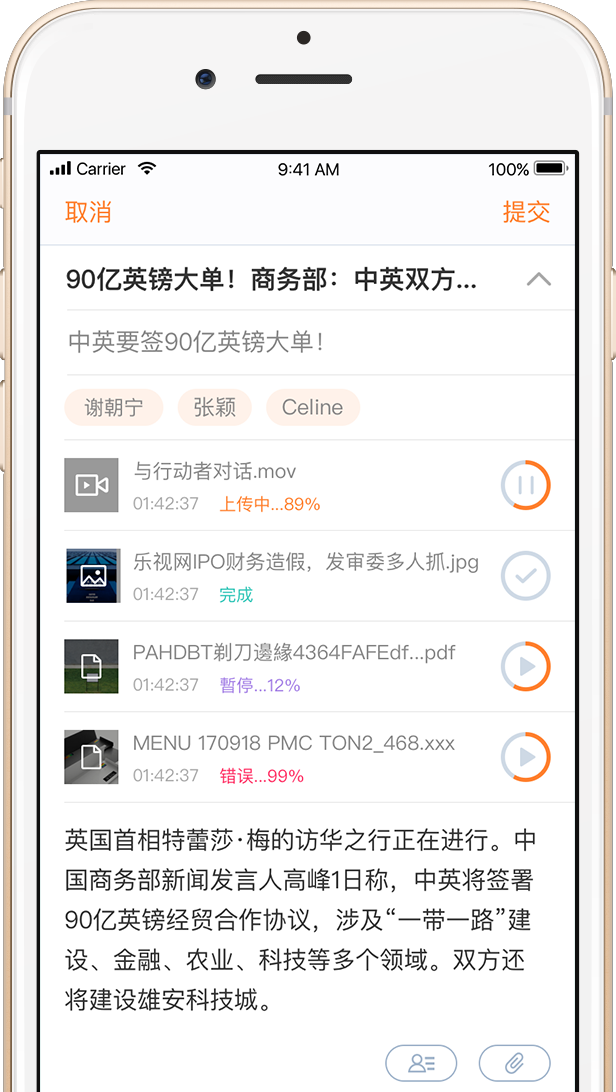 Carrier 9:41 AM 100%
取消 提交
90亿英镑大单！商务部：中英双方...
中英要签90亿英镑大单！
谢朝宁 张颖 Celine
与行动者对话.mov
01:42:37 上传中...89%
乐视网IPO财务造假，发审委多人抓.jpg
01:42:37 完成
PAHDBT剃刀邊緣4364FAFEdf...pdf
01:42:37 暫停...12%
MENU 170918 PMC TON2_468.xxx
01:42:37 错误...99%
英国首相特蕾莎·梅的访华之行正在进行。中
国商务部新闻发言人高峰1日称，中英将签署
90亿英镑经贸合作协议，涉及“一带一路”建
设、金融、农业、科技等多个领域。双方还
将建设雄安科技城。